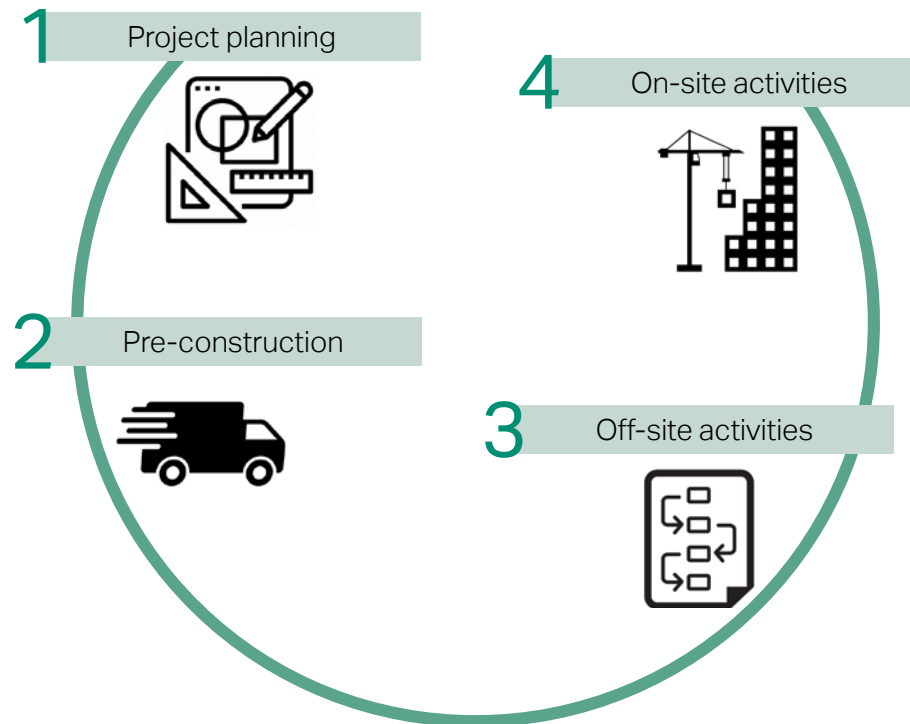 1 Project planning
2 Pre-construction
3 Off-site activities
4 On-site activities